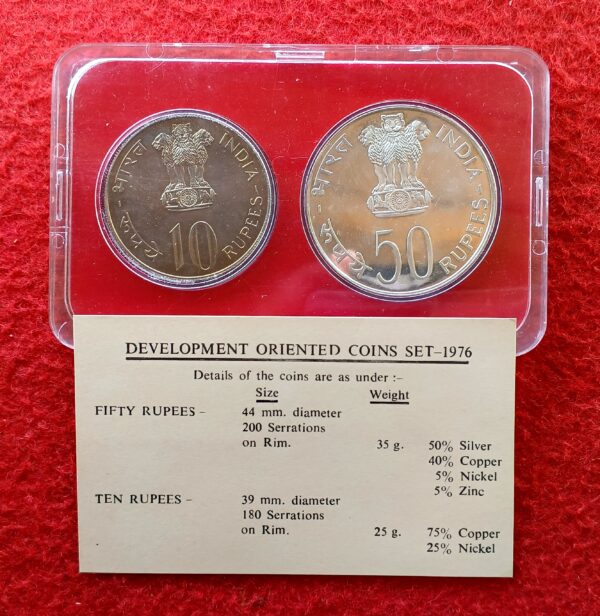 भारत INDIA
रुपये 10 RUPEES
भारत INDIA
रुपये 50 RUPEES
DEVELOPMENT ORIENTED COINS SET-1976
Details of the coins are as under :-
Size Weight
FIFTY RUPEES - 44 mm. diameter
200 Serrations
on Rim. 35 g. 50% Silver
40% Copper
5% Nickel
5% Zinc
TEN RUPEES - 39 mm. diameter
180 Serrations
on Rim. 25 g. 75% Copper
25% Nickel